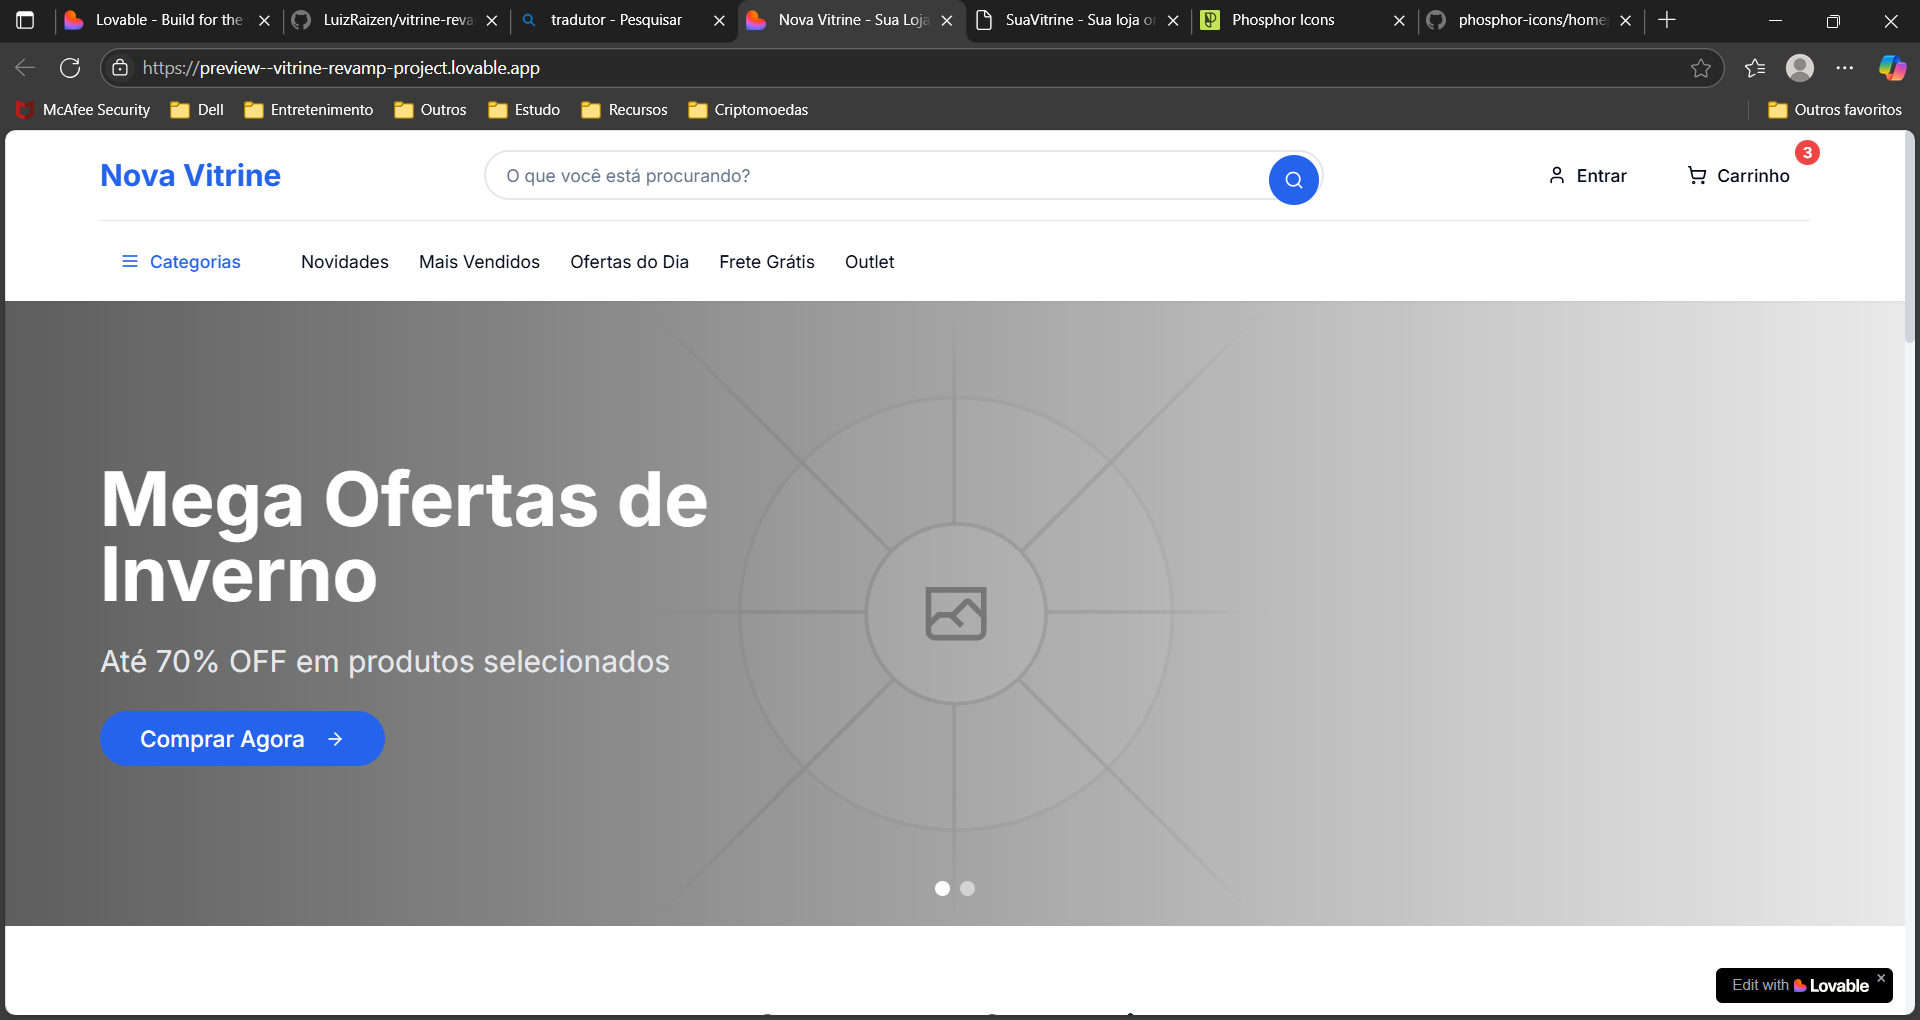 Lovable - Build for the
LuizRaizen/vitrine-reva
tradutor - Pesquisar
Nova Vitrine - Sua Loja
SuaVitrine - Sua loja or
Phosphor Icons
phosphor-icons/home
https://preview--vitrine-revamp-project.lovable.app
McAfee Security
Dell
Entretenimento
Outros
Estudo
Recursos
Criptomoedas
Outros favoritos
Nova Vitrine
O que você está procurando?
Entrar
Carrinho
3
Categorias
Novidades
Mais Vendidos
Ofertas do Dia
Frete Grátis
Outlet
Mega Ofertas de
Inverno
Até 70% OFF em produtos selecionados
Comprar Agora
Edit with Lovable